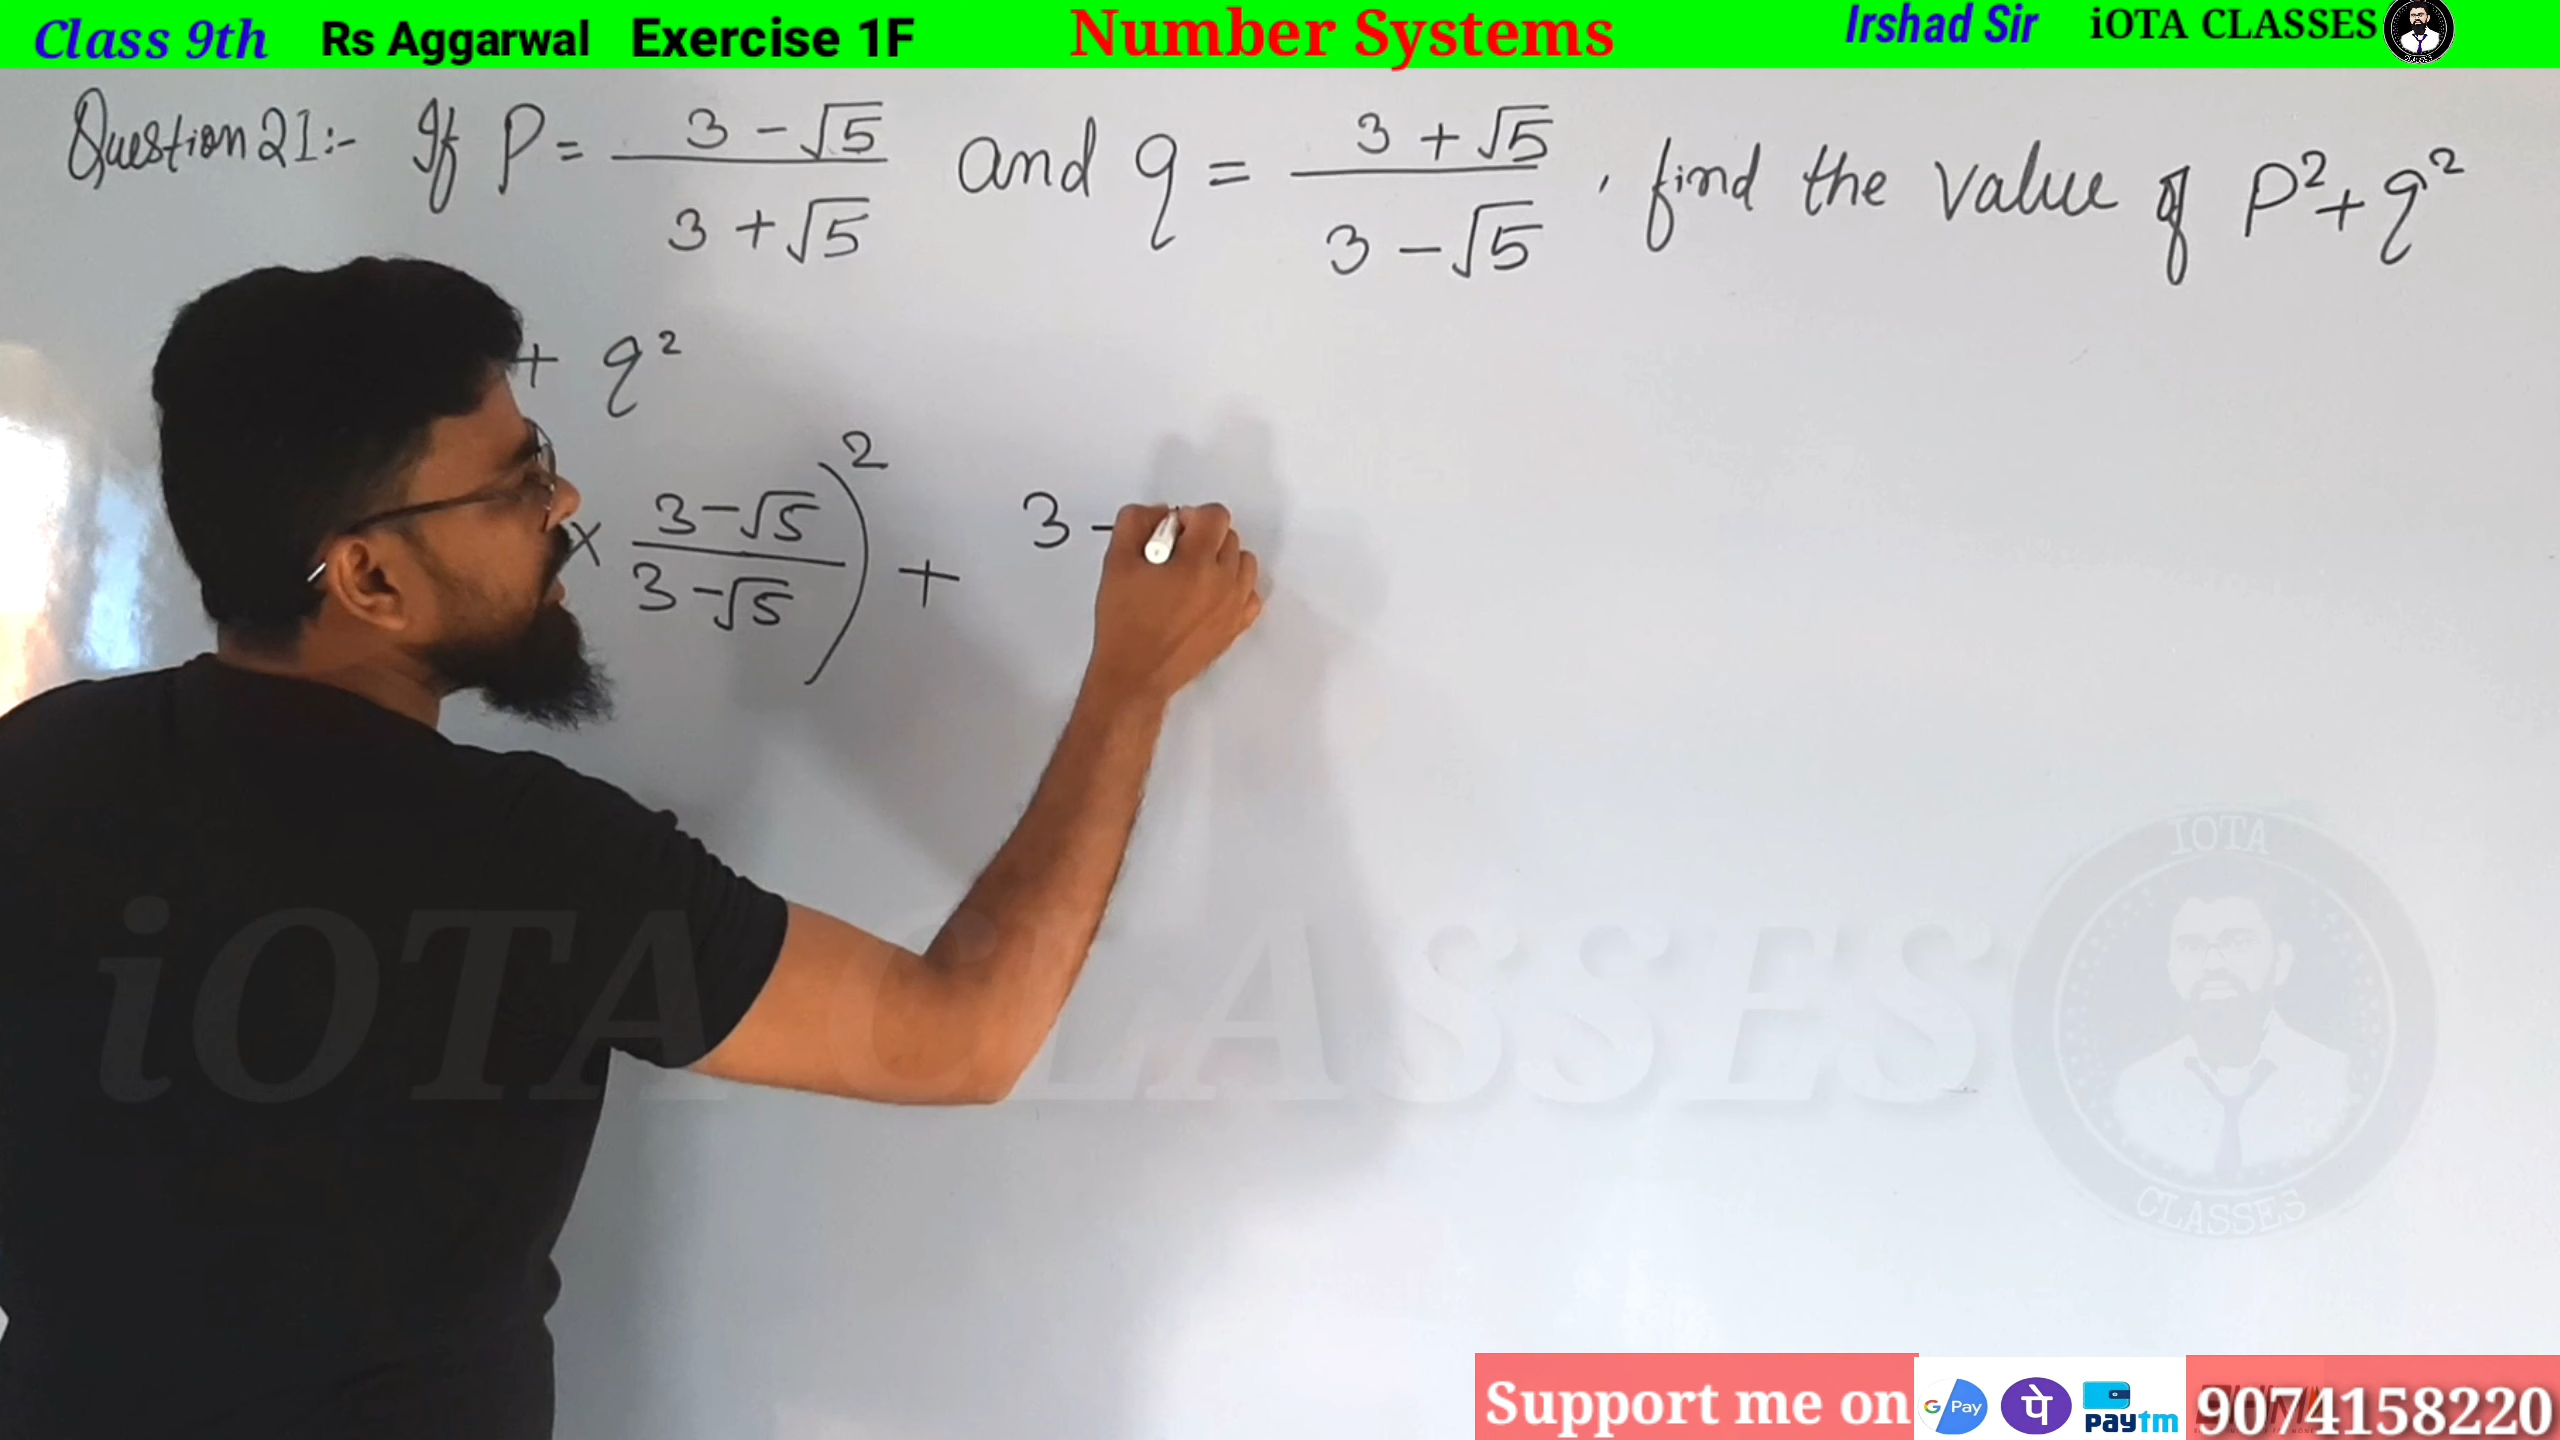 Class 9th Rs Aggarwal Exercise 1F Number Systems Irshad Sir iOTA CLASSES
Question 21:- If P = 3 - √5 / 3 + √5 and q = 3 + √5 / 3 - √5 , find the value of P² + q²
+ q²
× 3 - √5 / 3 - √5 )² + 3
iOTA CLASSES
IOTA
CLASSES
Support me on G Pay पे paytm 9074158220